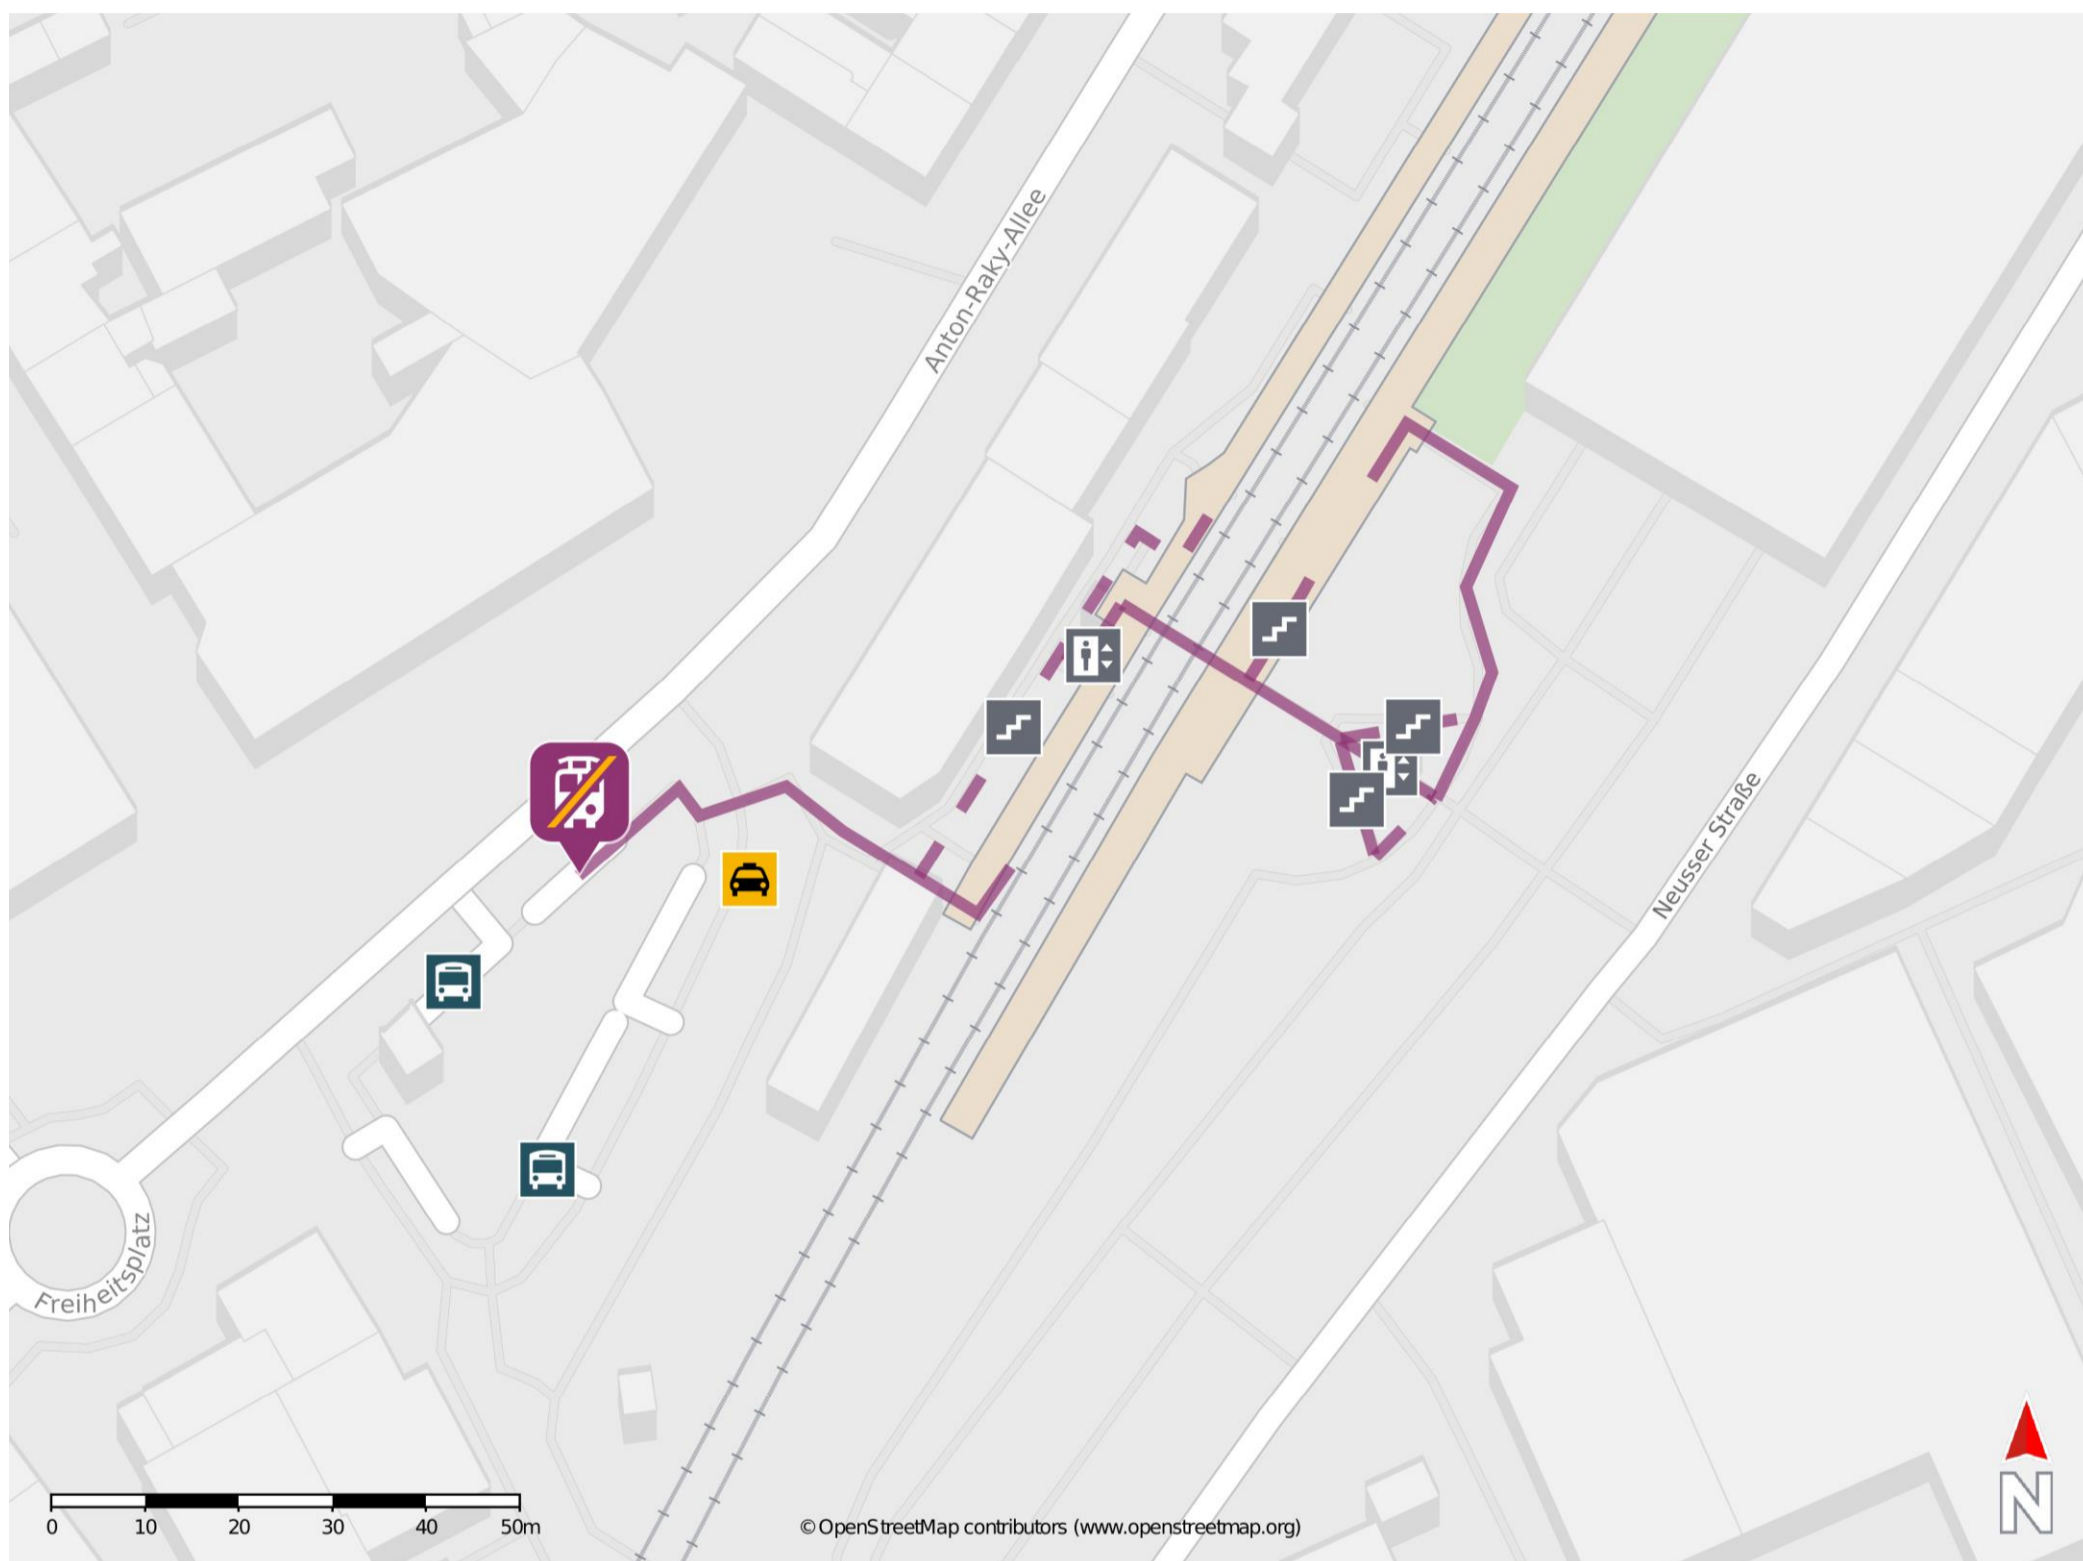 Anton-Raky-Allee
Neusser Straße
Freiheitsplatz
0 10 20 30 40 50m
© OpenStreetMap contributors (www.openstreetmap.org)
N